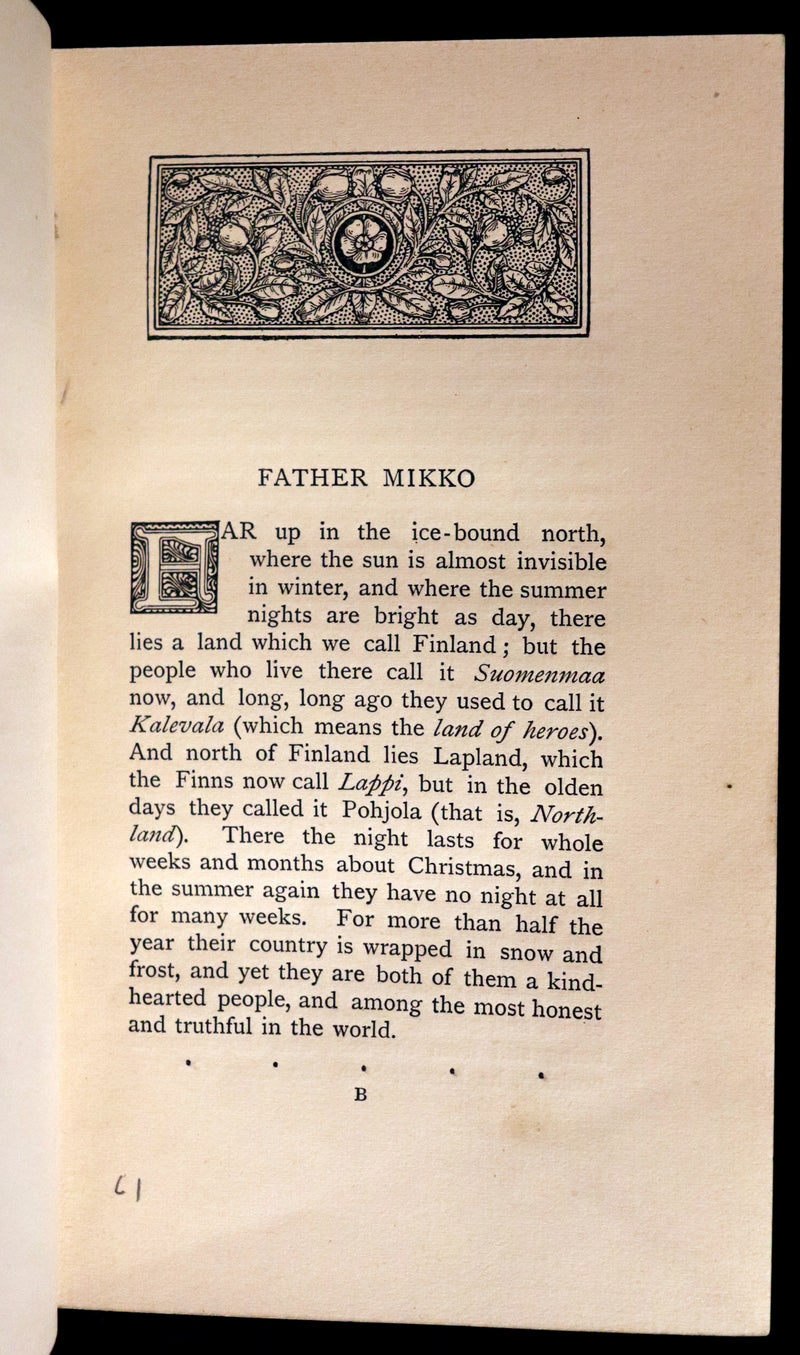 FATHER MIKKO
FAR up in the ice-bound north,
where the sun is almost invisible
in winter, and where the summer
nights are bright as day, there
lies a land which we call Finland; but the
people who live there call it Suomenmaa
now, and long, long ago they used to call it
Kalevala (which means the land of heroes).
And north of Finland lies Lapland, which
the Finns now call Lappi, but in the olden
days they called it Pohjola (that is, North-
land). There the night lasts for whole
weeks and months about Christmas, and in
the summer again they have no night at all
for many weeks. For more than half the
year their country is wrapped in snow and
frost, and yet they are both of them a kind-
hearted people, and among the most honest
and truthful in the world.
. . . . .
B